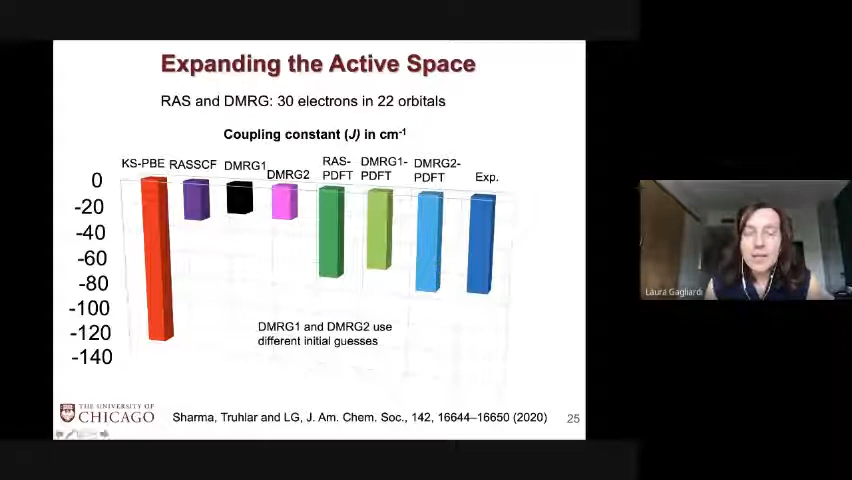 Expanding the Active Space
RAS and DMRG: 30 electrons in 22 orbitals
Coupling constant (J) in cm-1
KS-PBE RASSCF DMRG1 DMRG2 RAS-PDFT DMRG1-PDFT DMRG2-PDFT Exp.
0
-20
-40
-60
-80
-100
-120
-140
DMRG1 and DMRG2 use
different initial guesses
THE UNIVERSITY OF
CHICAGO
Sharma, Truhlar and LG, J. Am. Chem. Soc., 142, 16644–16650 (2020)
25
Laura Gagliardi